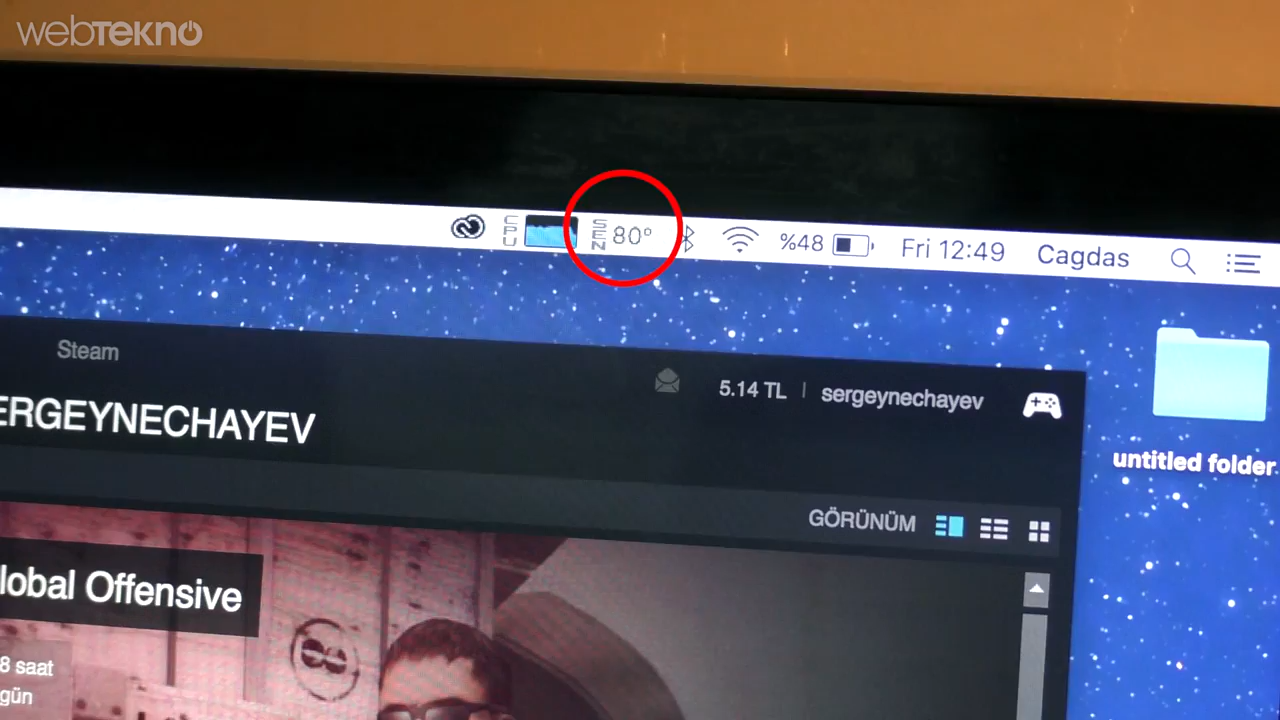 webTEKNO
CPU SEN 80° %48 Fri 12:49 Cagdas
Steam
5.14 TL | sergeynechayev
ERGEYNECHAYEV
untitled folder
GÖRÜNÜM
lobal Offensive
8 saat
gün